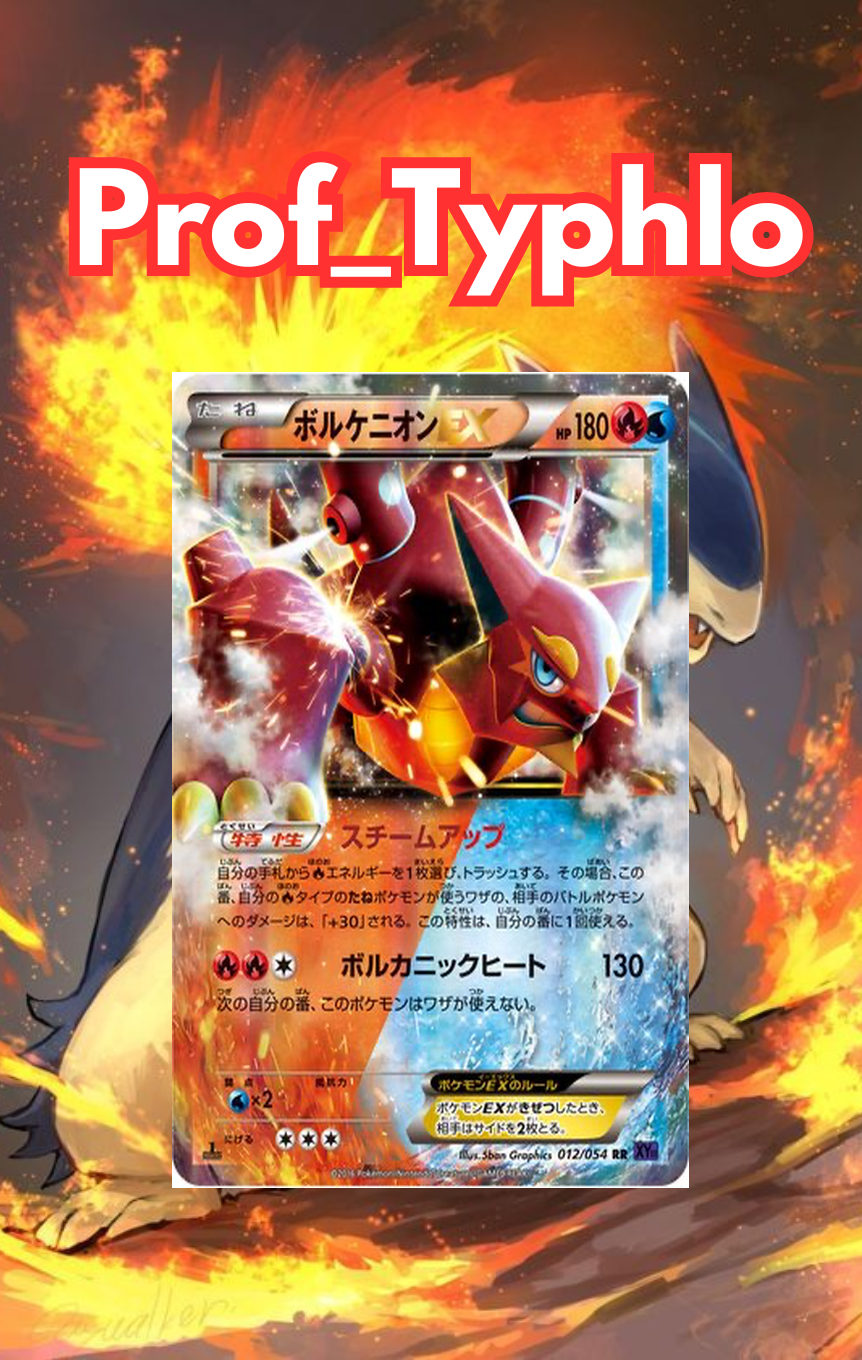 Prof_Typhlo
たね ボルケニオンEX HP 180
とくせい
特性 スチームアップ
自分の手札からエネルギーを1枚選び、トラッシュする。その場合、この
番、自分のタイプのたねポケモンが使うワザの、相手のバトルポケモン
へのダメージは、「+30」される。この特性は、自分の番に1回使える。
ボルカニックヒート 130
次の自分の番、このポケモンはワザが使えない。
弱点 抵抗力
×2
ポケモンEXのルール
ポケモンEXがきぜつしたとき、
相手はサイドを2枚とる。
にげる
Illus. 5ban Graphics 012/054 RR XY